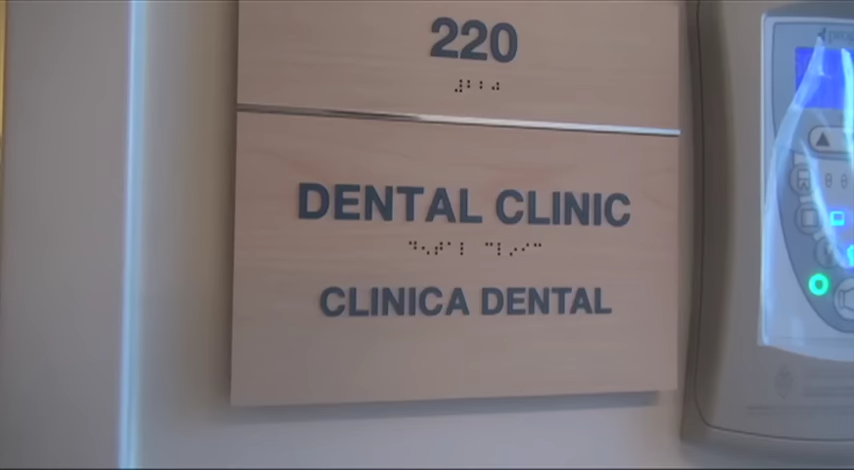 220
⠼⠃⠃⠚
DENTAL CLINIC
⠙⠢⠞⠁⠇ ⠉⠇⠔⠊⠉
CLINICA DENTAL